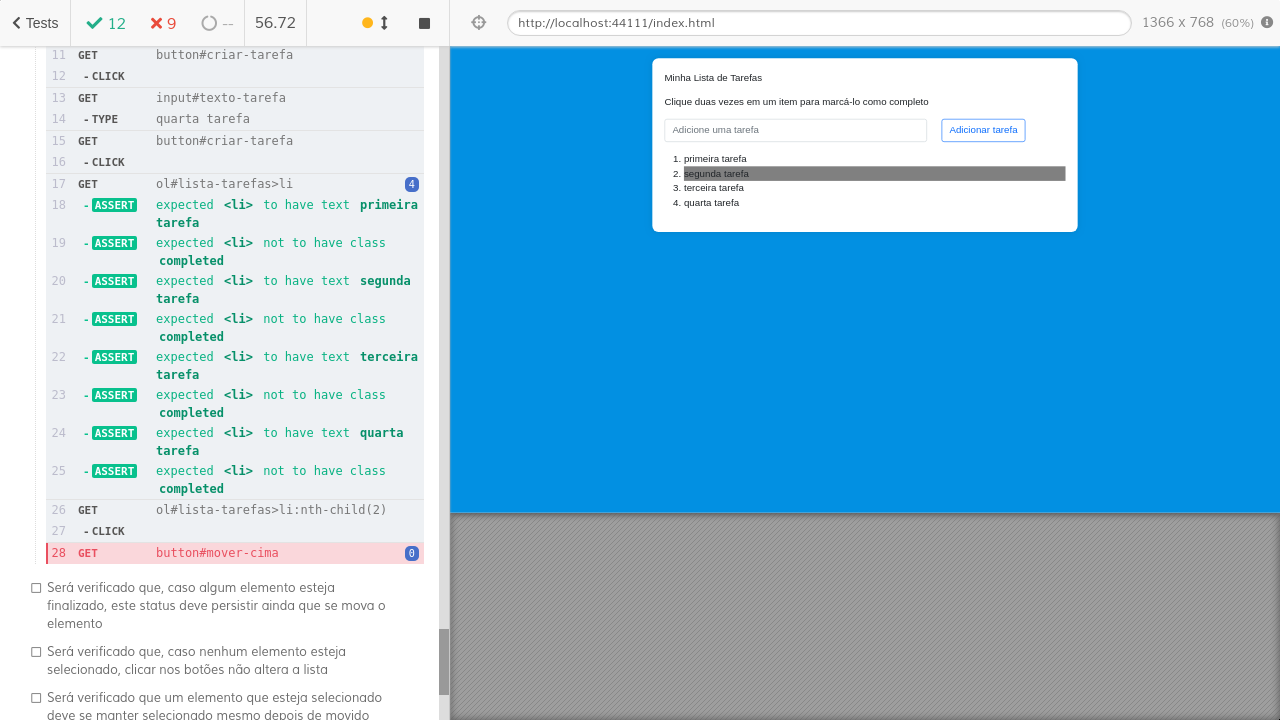 Tests 12 9 -- 56.72
http://localhost:44111/index.html 1366 x 768 (60%)
11 GET button#criar-tarefa
12 -CLICK
13 GET input#texto-tarefa
14 -TYPE quarta tarefa
15 GET button#criar-tarefa
16 -CLICK
17 GET ol#lista-tarefas>li 4
18 -ASSERT expected <li> to have text primeira
tarefa
19 -ASSERT expected <li> not to have class
completed
20 -ASSERT expected <li> to have text segunda
tarefa
21 -ASSERT expected <li> not to have class
completed
22 -ASSERT expected <li> to have text terceira
tarefa
23 -ASSERT expected <li> not to have class
completed
24 -ASSERT expected <li> to have text quarta
tarefa
25 -ASSERT expected <li> not to have class
completed
26 GET ol#lista-tarefas>li:nth-child(2)
27 -CLICK
28 GET button#mover-cima 0
Será verificado que, caso algum elemento esteja
finalizado, este status deve persistir ainda que se mova o
elemento
Será verificado que, caso nenhum elemento esteja
selecionado, clicar nos botões não altera a lista
Será verificado que um elemento que esteja selecionado
deve se manter selecionado mesmo depois de movido
Minha Lista de Tarefas
Clique duas vezes em um item para marcá-lo como completo
Adicione uma tarefa Adicionar tarefa
1. primeira tarefa
2. segunda tarefa
3. terceira tarefa
4. quarta tarefa